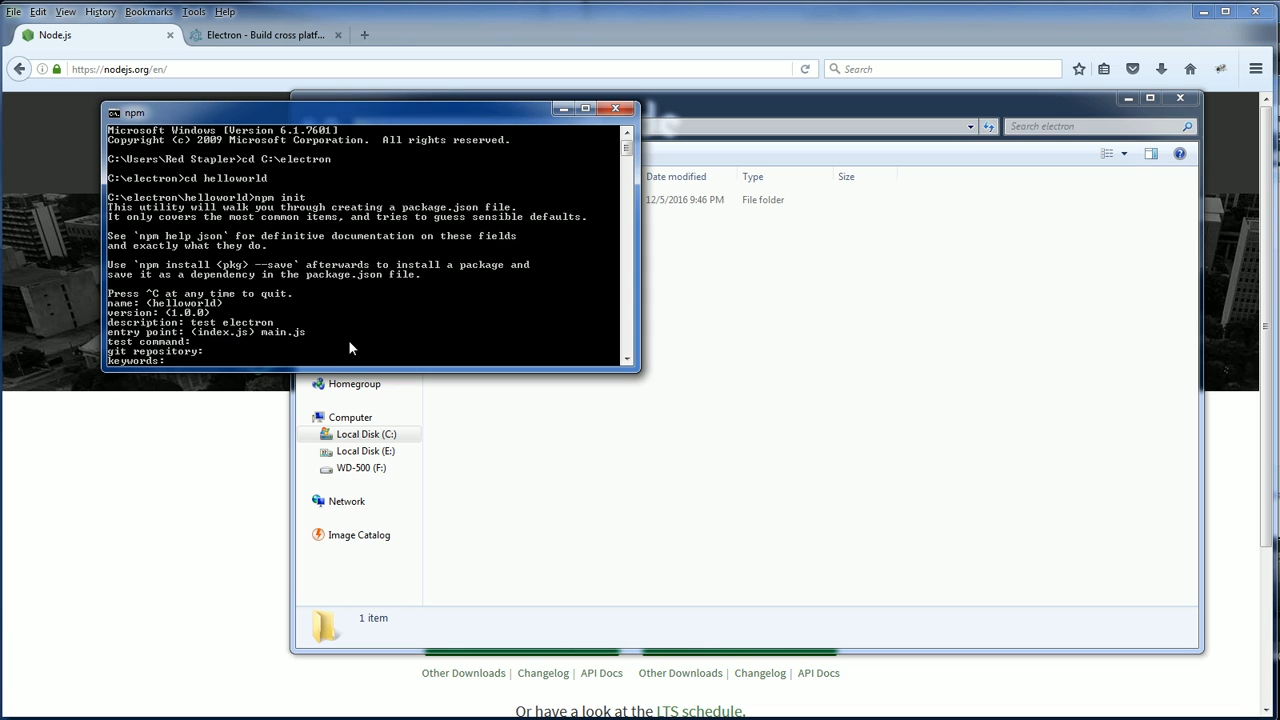 File Edit View History Bookmarks Tools Help
Node.js
Electron - Build cross platf...
https://nodejs.org/en/
Search
npm
Microsoft Windows [Version 6.1.7601]
Copyright (c) 2009 Microsoft Corporation.  All rights reserved.
C:\Users\Red Stapler>cd C:\electron
C:\electron>cd helloworld
C:\electron\helloworld>npm init
This utility will walk you through creating a package.json file.
It only covers the most common items, and tries to guess sensible defaults.
See `npm help json` for definitive documentation on these fields
and exactly what they do.
Use `npm install <pkg> --save` afterwards to install a package and
save it as a dependency in the package.json file.
Press ^C at any time to quit.
name: (helloworld)
version: (1.0.0)
description: test electron
entry point: (index.js) main.js
test command:
git repository:
keywords:
Search electron
Date modified Type Size
12/5/2016 9:46 PM File folder
Homegroup
Computer
Local Disk (C:)
Local Disk (E:)
WD-500 (F:)
Network
Image Catalog
1 item
Other Downloads | Changelog | API Docs Other Downloads | Changelog | API Docs
Or have a look at the LTS schedule.